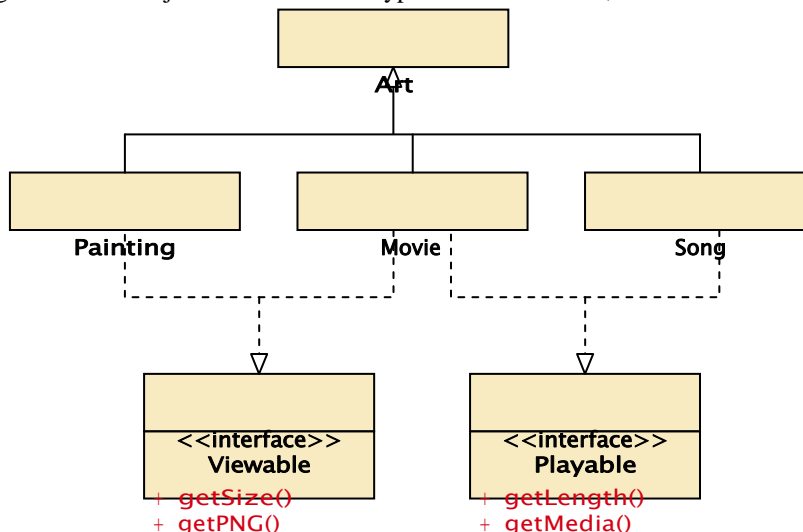 Art
Painting
Movie
Song
<<interface>>
Viewable
+ getSize()
+ getPNG()
<<interface>>
Playable
+ getLength()
+ getMedia()